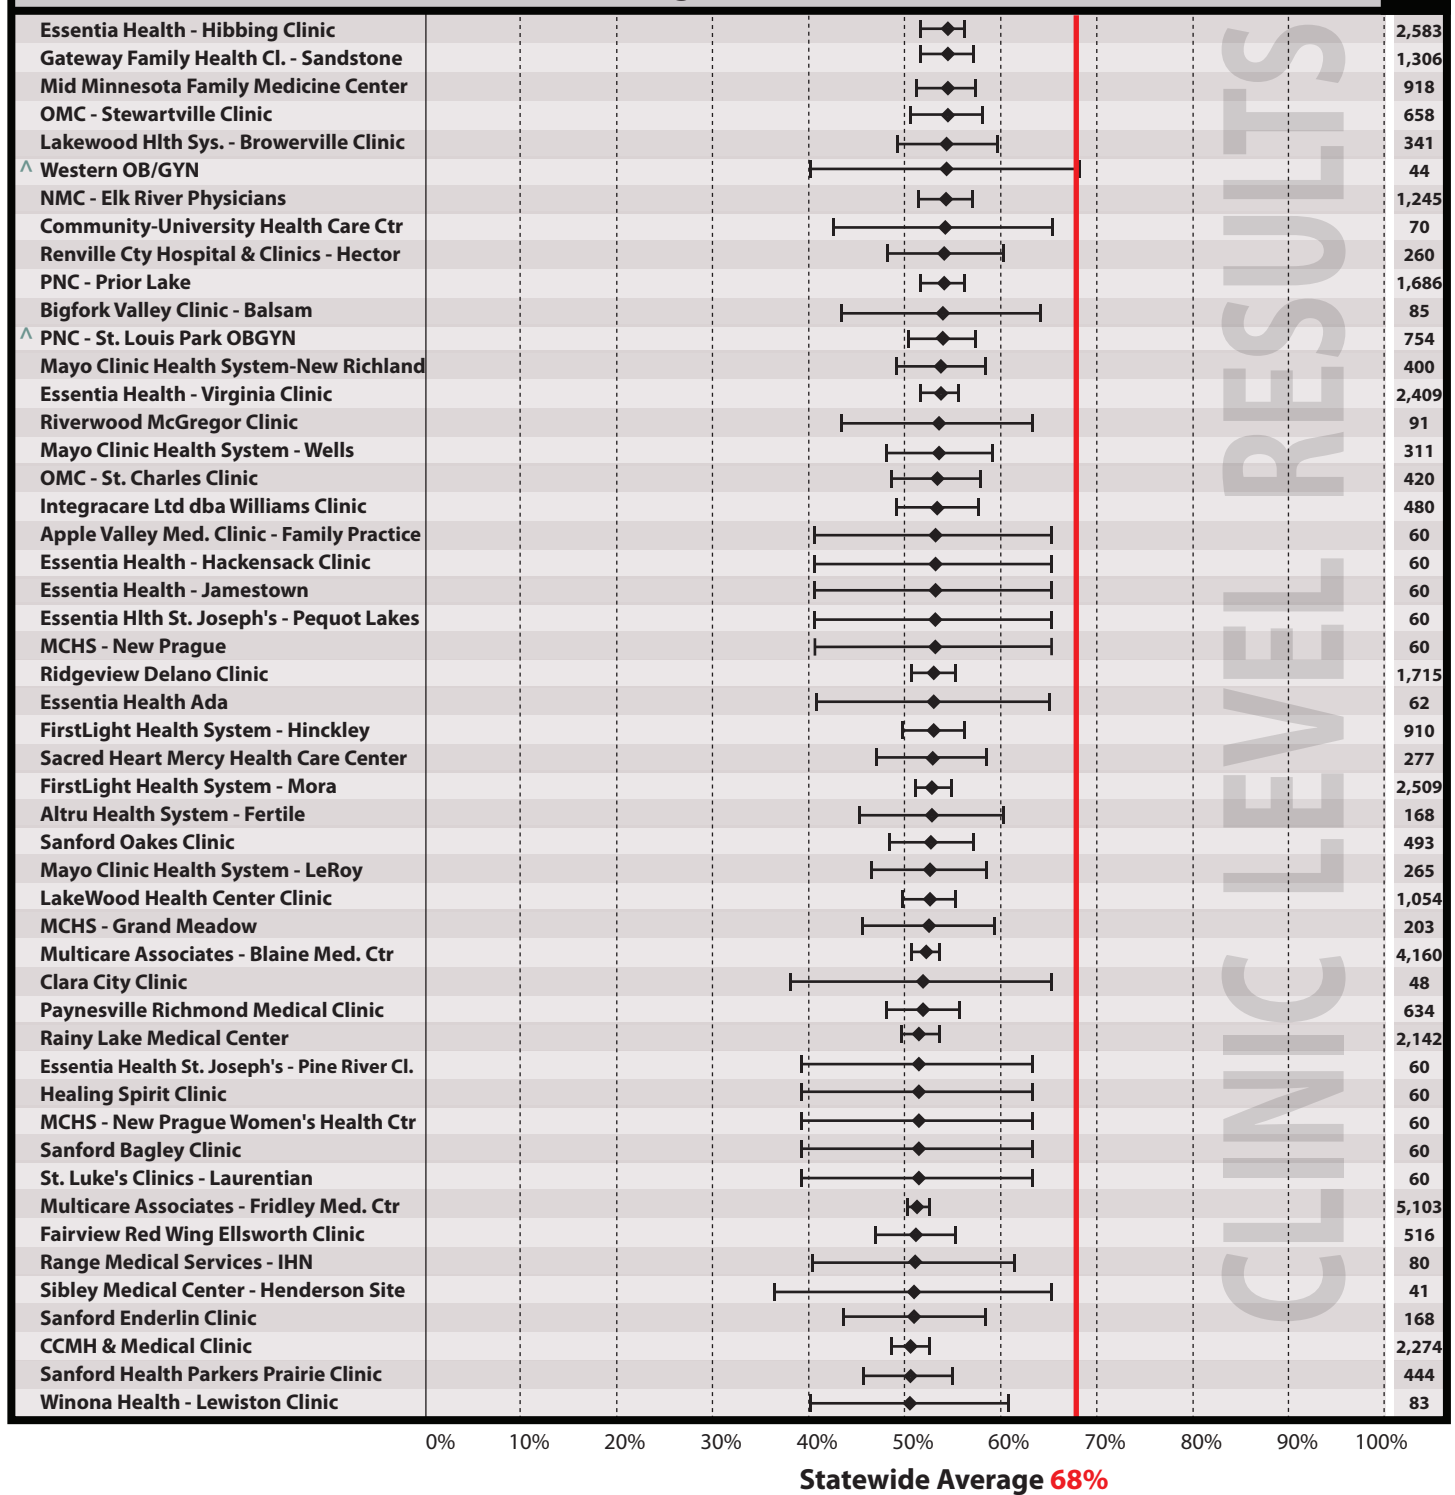 Essentia Health - Hibbing Clinic 2,583
Gateway Family Health Cl. - Sandstone 1,306
Mid Minnesota Family Medicine Center 918
OMC - Stewartville Clinic 658
Lakewood Hlth Sys. - Browerville Clinic 341
^ Western OB/GYN 44
NMC - Elk River Physicians 1,245
Community-University Health Care Ctr 70
Renville Cty Hospital & Clinics - Hector 260
PNC - Prior Lake 1,686
Bigfork Valley Clinic - Balsam 85
^ PNC - St. Louis Park OBGYN 754
Mayo Clinic Health System-New Richland 400
Essentia Health - Virginia Clinic 2,409
Riverwood McGregor Clinic 91
Mayo Clinic Health System - Wells 311
OMC - St. Charles Clinic 420
Integracare Ltd dba Williams Clinic 480
Apple Valley Med. Clinic - Family Practice 60
Essentia Health - Hackensack Clinic 60
Essentia Health - Jamestown 60
Essentia Hlth St. Joseph's - Pequot Lakes 60
MCHS - New Prague 60
Ridgeview Delano Clinic 1,715
Essentia Health Ada 62
FirstLight Health System - Hinckley 910
Sacred Heart Mercy Health Care Center 277
FirstLight Health System - Mora 2,509
Altru Health System - Fertile 168
Sanford Oakes Clinic 493
Mayo Clinic Health System - LeRoy 265
LakeWood Health Center Clinic 1,054
MCHS - Grand Meadow 203
Multicare Associates - Blaine Med. Ctr 4,160
Clara City Clinic 48
Paynesville Richmond Medical Clinic 634
Rainy Lake Medical Center 2,142
Essentia Health St. Joseph's - Pine River Cl. 60
Healing Spirit Clinic 60
MCHS - New Prague Women's Health Ctr 60
Sanford Bagley Clinic 60
St. Luke's Clinics - Laurentian 60
Multicare Associates - Fridley Med. Ctr 5,103
Fairview Red Wing Ellsworth Clinic 516
Range Medical Services - IHN 80
Sibley Medical Center - Henderson Site 41
Sanford Enderlin Clinic 168
CCMH & Medical Clinic 2,274
Sanford Health Parkers Prairie Clinic 444
Winona Health - Lewiston Clinic 83
CLINIC LEVEL RESULTS
0% 10% 20% 30% 40% 50% 60% 70% 80% 90% 100%
Statewide Average 68%